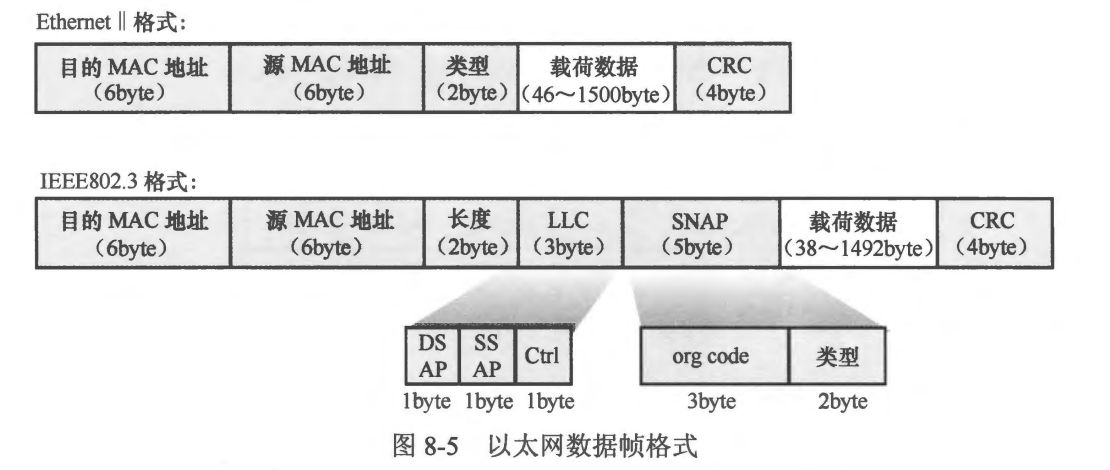 Ethernet Ⅱ 格式：
目的 MAC 地址 源 MAC 地址 类型 载荷数据 CRC
（6byte） （6byte） （2byte） （46～1500byte） （4byte）
IEEE802.3 格式：
目的 MAC 地址 源 MAC 地址 长度 LLC SNAP 载荷数据 CRC
（6byte） （6byte） （2byte） （3byte） （5byte） （38～1492byte） （4byte）
DS SS Ctrl org code 类型
AP AP
1byte 1byte 1byte 3byte 2byte
图 8-5 以太网数据帧格式